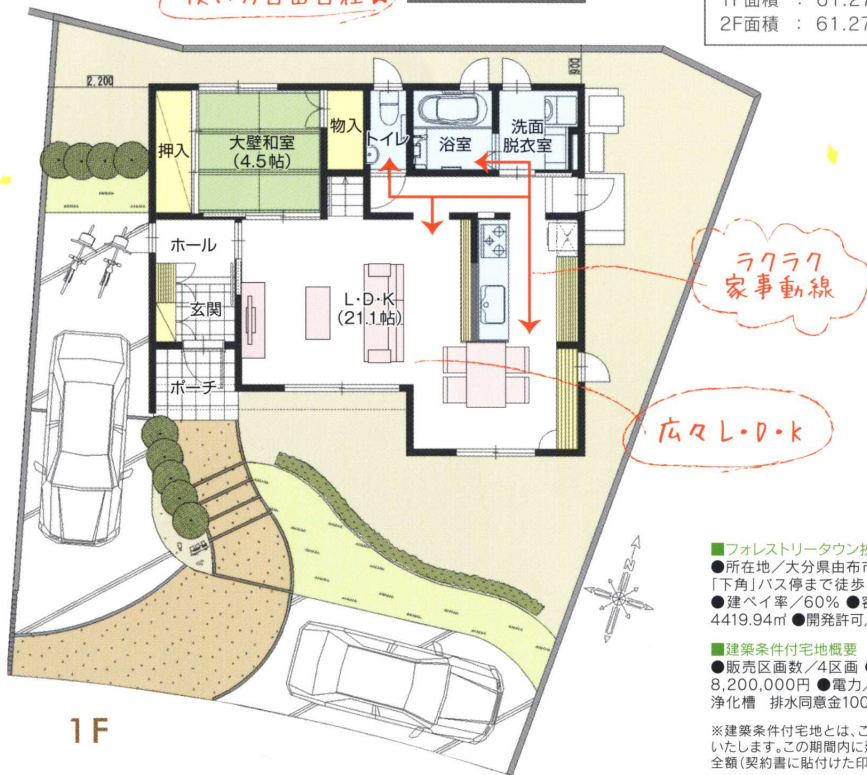 1F面積 : 61.27
2F面積 : 61.27
2,200
900
押入
大壁和室
(4.5帖)
物入
トイレ
浴室
洗面
脱衣室
ホール
玄関
L・D・K
(21.1帖)
ポーチ
ラクラク
家事動線
広々L・D・K
N
1F
■フォレストリータウン
●所在地/大分県由布市
「下角」バス停まで徒歩
●建ペイ率/60% ●
4419.94㎡ ●開発許可/
■建築条件付宅地概要
●販売区画数/4区画 ●
8,200,000円 ●電力/
浄化槽 排水同意金100
※建築条件付宅地とは、こ
いたします。この期間内に
全額(契約書に貼付けた印